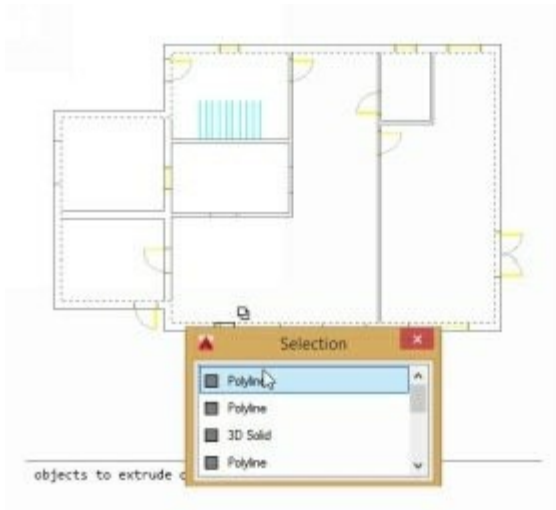 Selection
Polyline
Polyline
3D Solid
Polyline
objects to extrude